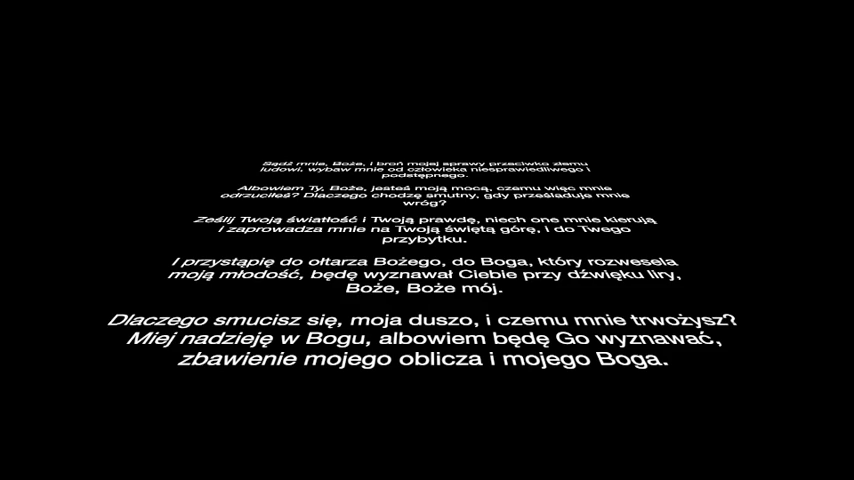 Sądź mnie, Boże, i broń mojej sprawy przeciwko złemu
ludowi, wybaw mnie od człowieka niesprawiedliwego i
podstępnego.
Albowiem Ty, Boże, jesteś moją mocą, czemu więc mnie
odrzuciłeś? Dlaczego chodzę smutny, gdy prześladuje mnie
wróg?
Ześlij Twoją światłość i Twoją prawdę, niech one mnie kierują
i zaprowadza mnie na Twoją świętą górę, i do Twego
przybytku.
I przystąpię do ołtarza Bożego, do Boga, który rozwesela
moją młodość, będę wyznawał Ciebie przy dźwięku liry,
Boże, Boże mój.
Dlaczego smucisz się, moja duszo, i czemu mnie trwożysz?
Miej nadzieję w Bogu, albowiem będę Go wyznawać,
zbawienie mojego oblicza i mojego Boga.